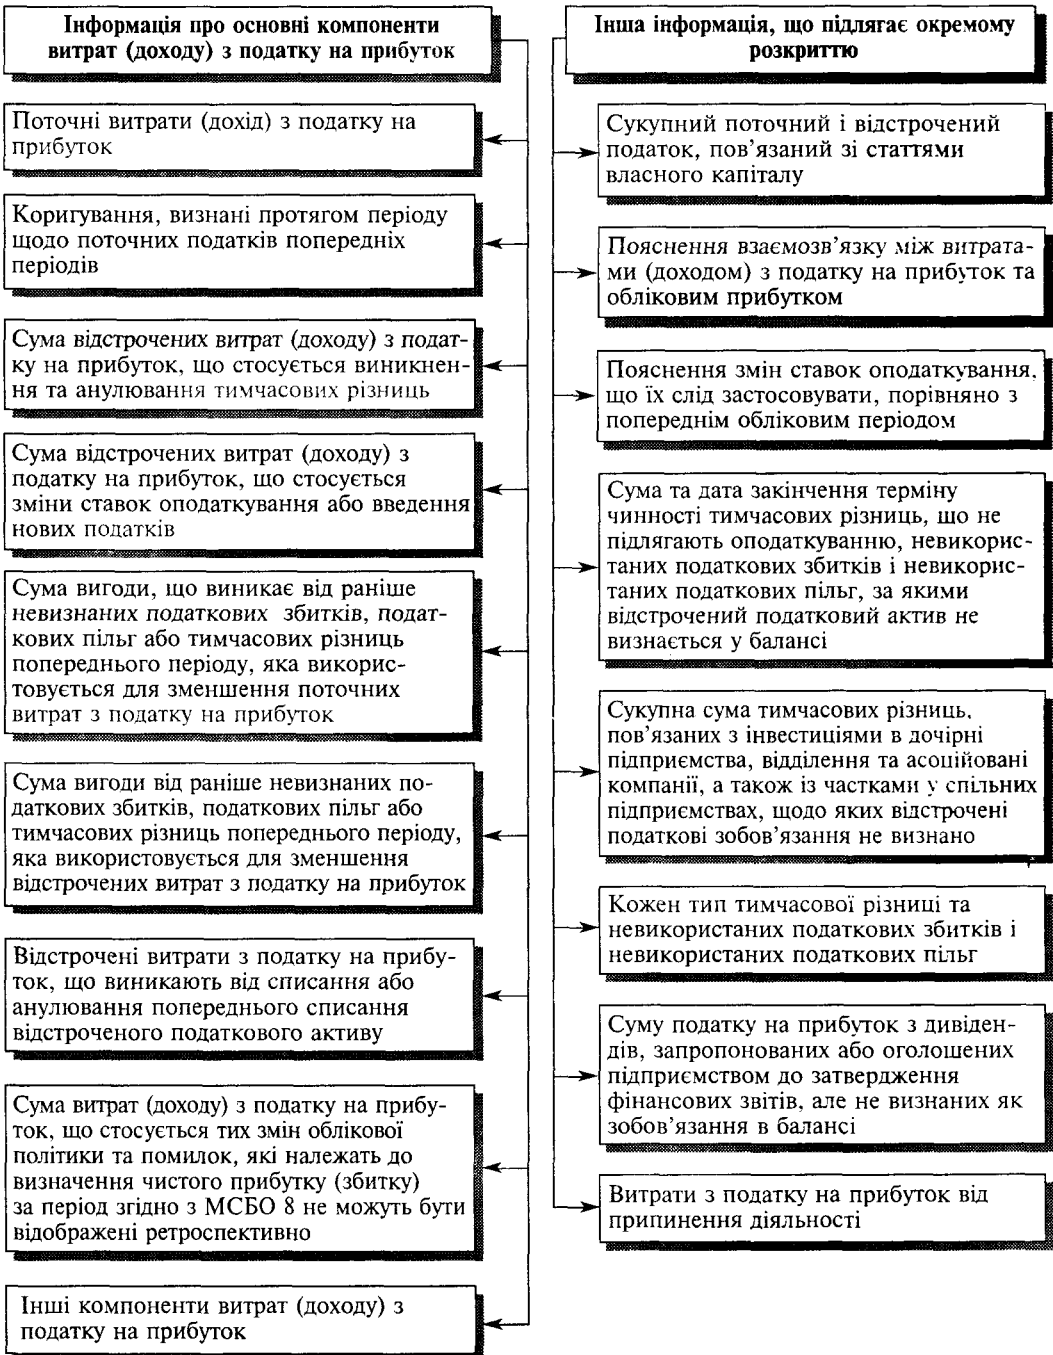 Інформація про основні компоненти
витрат (доходу) з податку на прибуток
Поточні витрати (дохід) з податку на
прибуток
Коригування, визнані протягом періоду
щодо поточних податків попередніх
періодів
Сума відстрочених витрат (доходу) з подат-
ку на прибуток, що стосується виникнен-
ня та анулювання тимчасових різниць
Сума відстрочених витрат (доходу) з
податку на прибуток, що стосується
зміни ставок оподаткування або введення
нових податків
Сума вигоди, що виникає від раніше
невизнаних податкових збитків, подат-
кових пільг або тимчасових різниць
попереднього періоду, яка використ-
овується для зменшення поточних
витрат з податку на прибуток
Сума вигоди від раніше невизнаних по-
даткових збитків, податкових пільг або
тимчасових різниць попереднього періоду,
яка використовується для зменшення
відстрочених витрат з податку на прибуток
Відстрочені витрати з податку на прибу-
ток, що виникають від списання або
анулювання попереднього списання
відстроченого податкового активу
Сума витрат (доходу) з податку на прибу-
ток, що стосується тих змін облікової
політики та помилок, які належать до
визначення чистого прибутку (збитку)
за період згідно з МСБО 8 не можуть бути
відображені ретроспективно
Інші компоненти витрат (доходу) з
податку на прибуток
Інша інформація, що підлягає окремому
розкриттю
Сукупний поточний і відстрочений
податок, пов'язаний зі статтями
власного капіталу
Пояснення взаємозв'язку між витрата-
ми (доходом) з податку на прибуток та
обліковим прибутком
Пояснення змін ставок оподаткування,
що їх слід застосовувати, порівняно з
попереднім обліковим періодом
Сума та дата закінчення терміну
чинності тимчасових різниць, що не
підлягають оподаткуванню, невикорис-
таних податкових збитків і невикорис-
таних податкових пільг, за якими
відстрочений податковий актив не
визнається у балансі
Сукупна сума тимчасових різниць,
пов'язаних з інвестиціями в дочірні
підприємства, відділення та асоційовані
компанії, а також із частками у спільних
підприємствах, щодо яких відстрочені
податкові зобов'язання не визнано
Кожен тип тимчасової різниці та
невикористаних податкових збитків і
невикористаних податкових пільг
Суму податку на прибуток з дивіден-
дів, запропонованих або оголошених
підприємством до затвердження
фінансових звітів, але не визнаних як
зобов'язання в балансі
Витрати з податку на прибуток від
припинення діяльності